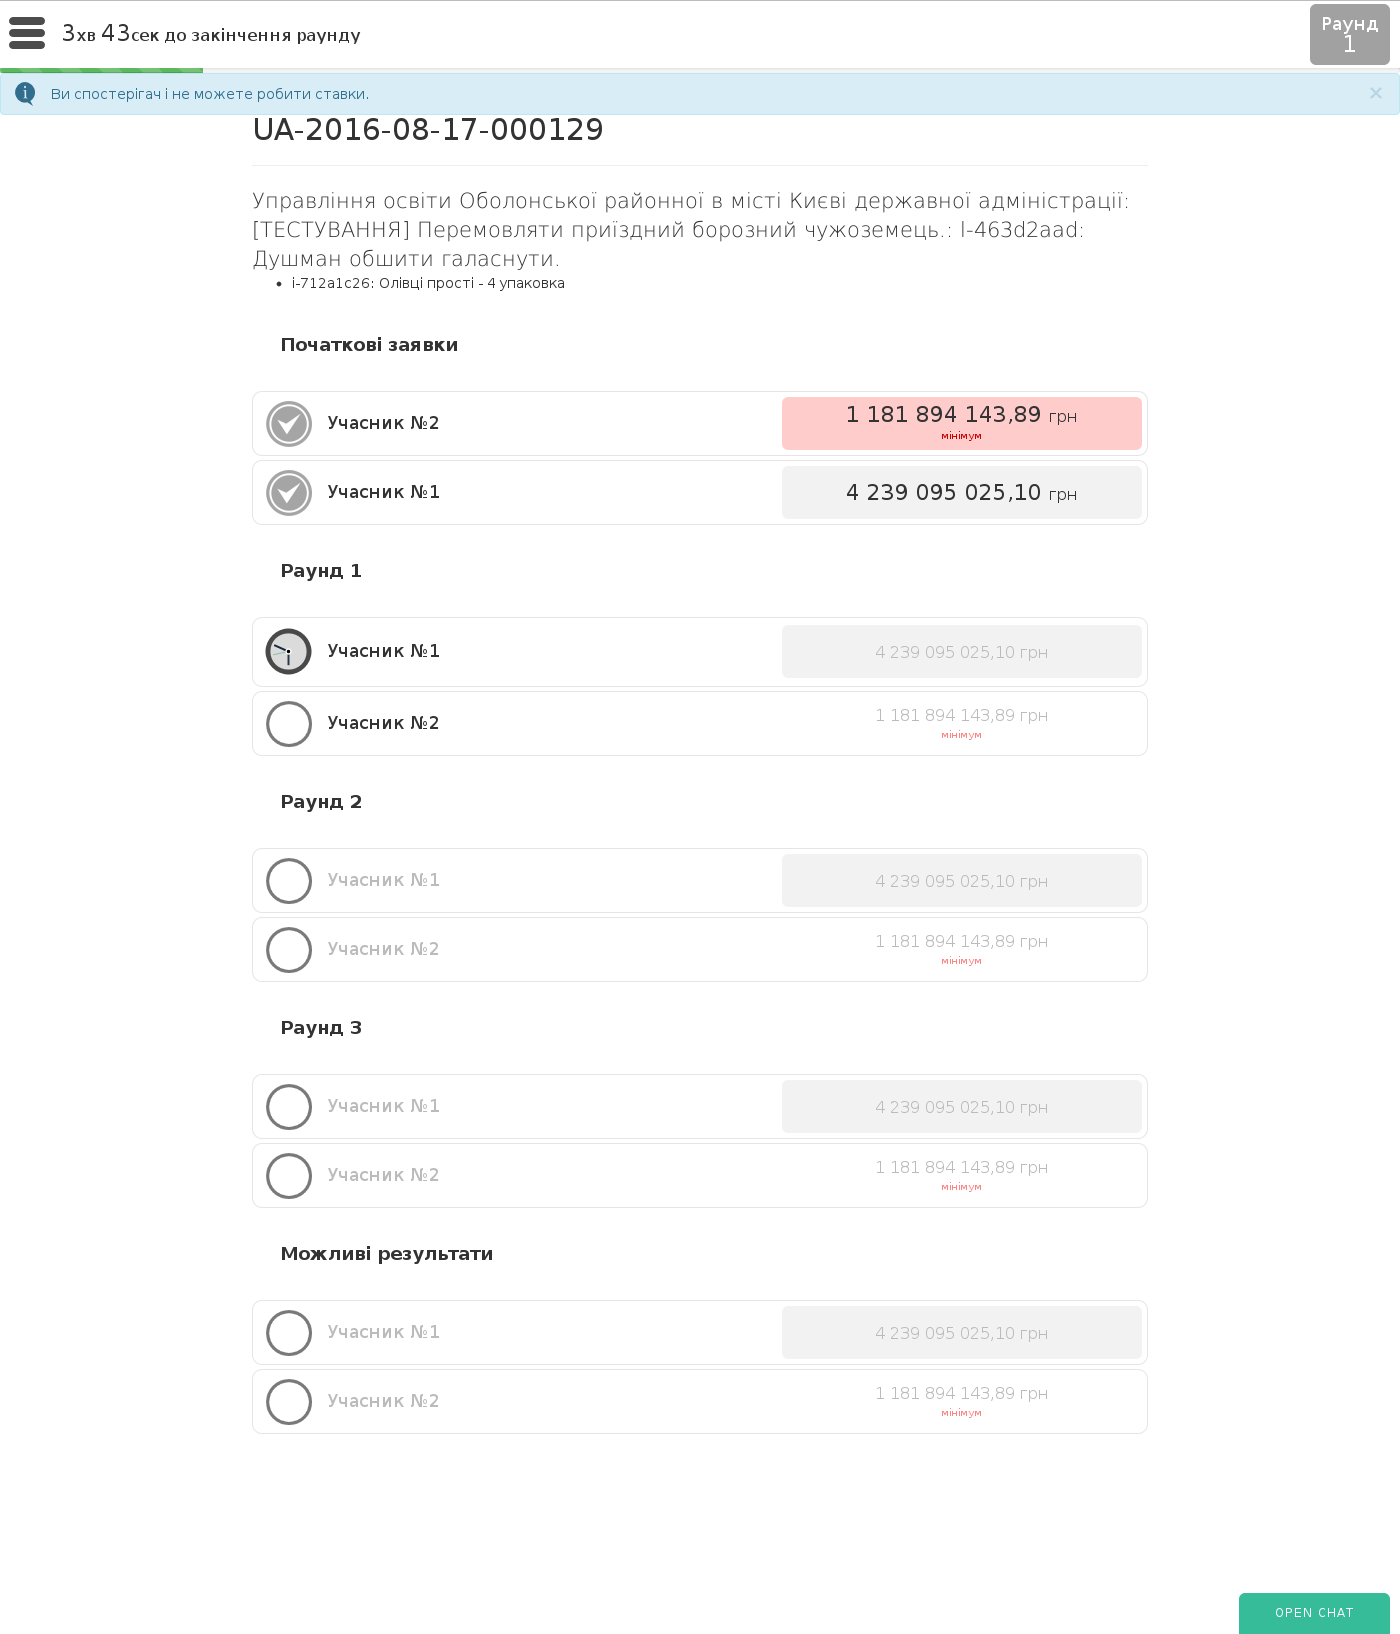 3хв 43сек до закінчення раунду
Раунд
1
Ви спостерігач і не можете робити ставки.
×
UA-2016-08-17-000129
Управління освіти Оболонської районної в місті Києві державної адміністрації:
[ТЕСТУВАННЯ] Перемовляти приїздний борозний чужоземець.: l-463d2aad:
Душман обшити галаснути.
• i-712a1c26: Олівці прості - 4 упаковка
Початкові заявки
Учасник №2
1 181 894 143,89 грн
мінімум
Учасник №1
4 239 095 025,10 грн
Раунд 1
Учасник №1
4 239 095 025,10 грн
Учасник №2
1 181 894 143,89 грн
мінімум
Раунд 2
Учасник №1
4 239 095 025,10 грн
Учасник №2
1 181 894 143,89 грн
мінімум
Раунд 3
Учасник №1
4 239 095 025,10 грн
Учасник №2
1 181 894 143,89 грн
мінімум
Можливі результати
Учасник №1
4 239 095 025,10 грн
Учасник №2
1 181 894 143,89 грн
мінімум
OPEN CHAT